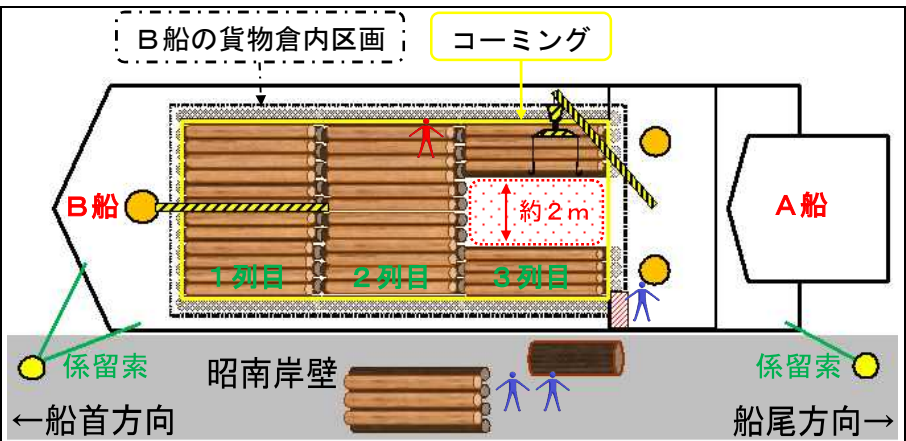 B船の貨物倉内区画
コーミング
B船
A船
約2m
1列目
2列目
3列目
係留索
昭南岸壁
係留索
←船首方向
船尾方向→